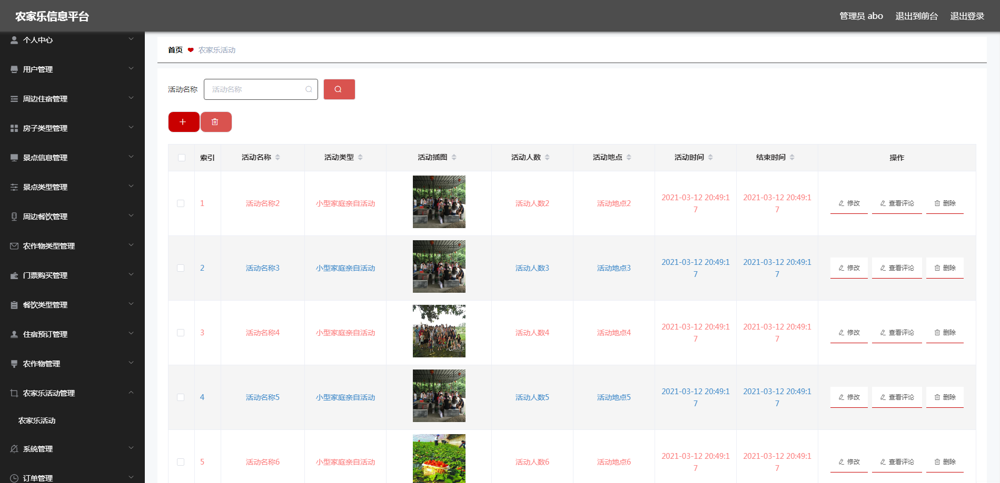 农家乐信息平台
管理员 abo 退出到前台 退出登录
个人中心
用户管理
周边住宿管理
房子类型管理
景点信息管理
景点类型管理
周边餐饮管理
农作物类型管理
门票购买管理
餐饮类型管理
住宿预订管理
农作物管理
农家乐活动管理
农家乐活动
系统管理
订单管理
首页 农家乐活动
活动名称 活动名称
索引 活动名称 活动类型 活动插图 活动人数 活动地点 活动时间 结束时间 操作
1 活动名称2 小型家庭亲自活动 活动人数2 活动地点2 2021-03-12 20:49:17 2021-03-12 20:49:17 修改 查看评论 删除
2 活动名称3 小型家庭亲自活动 活动人数3 活动地点3 2021-03-12 20:49:17 2021-03-12 20:49:17 修改 查看评论 删除
3 活动名称4 小型家庭亲自活动 活动人数4 活动地点4 2021-03-12 20:49:17 2021-03-12 20:49:17 修改 查看评论 删除
4 活动名称5 小型家庭亲自活动 活动人数5 活动地点5 2021-03-12 20:49:17 2021-03-12 20:49:17 修改 查看评论 删除
5 活动名称6 小型家庭亲自活动 活动人数6 活动地点6 2021-03-12 20:49:17 2021-03-12 20:49:17 修改 查看评论 删除